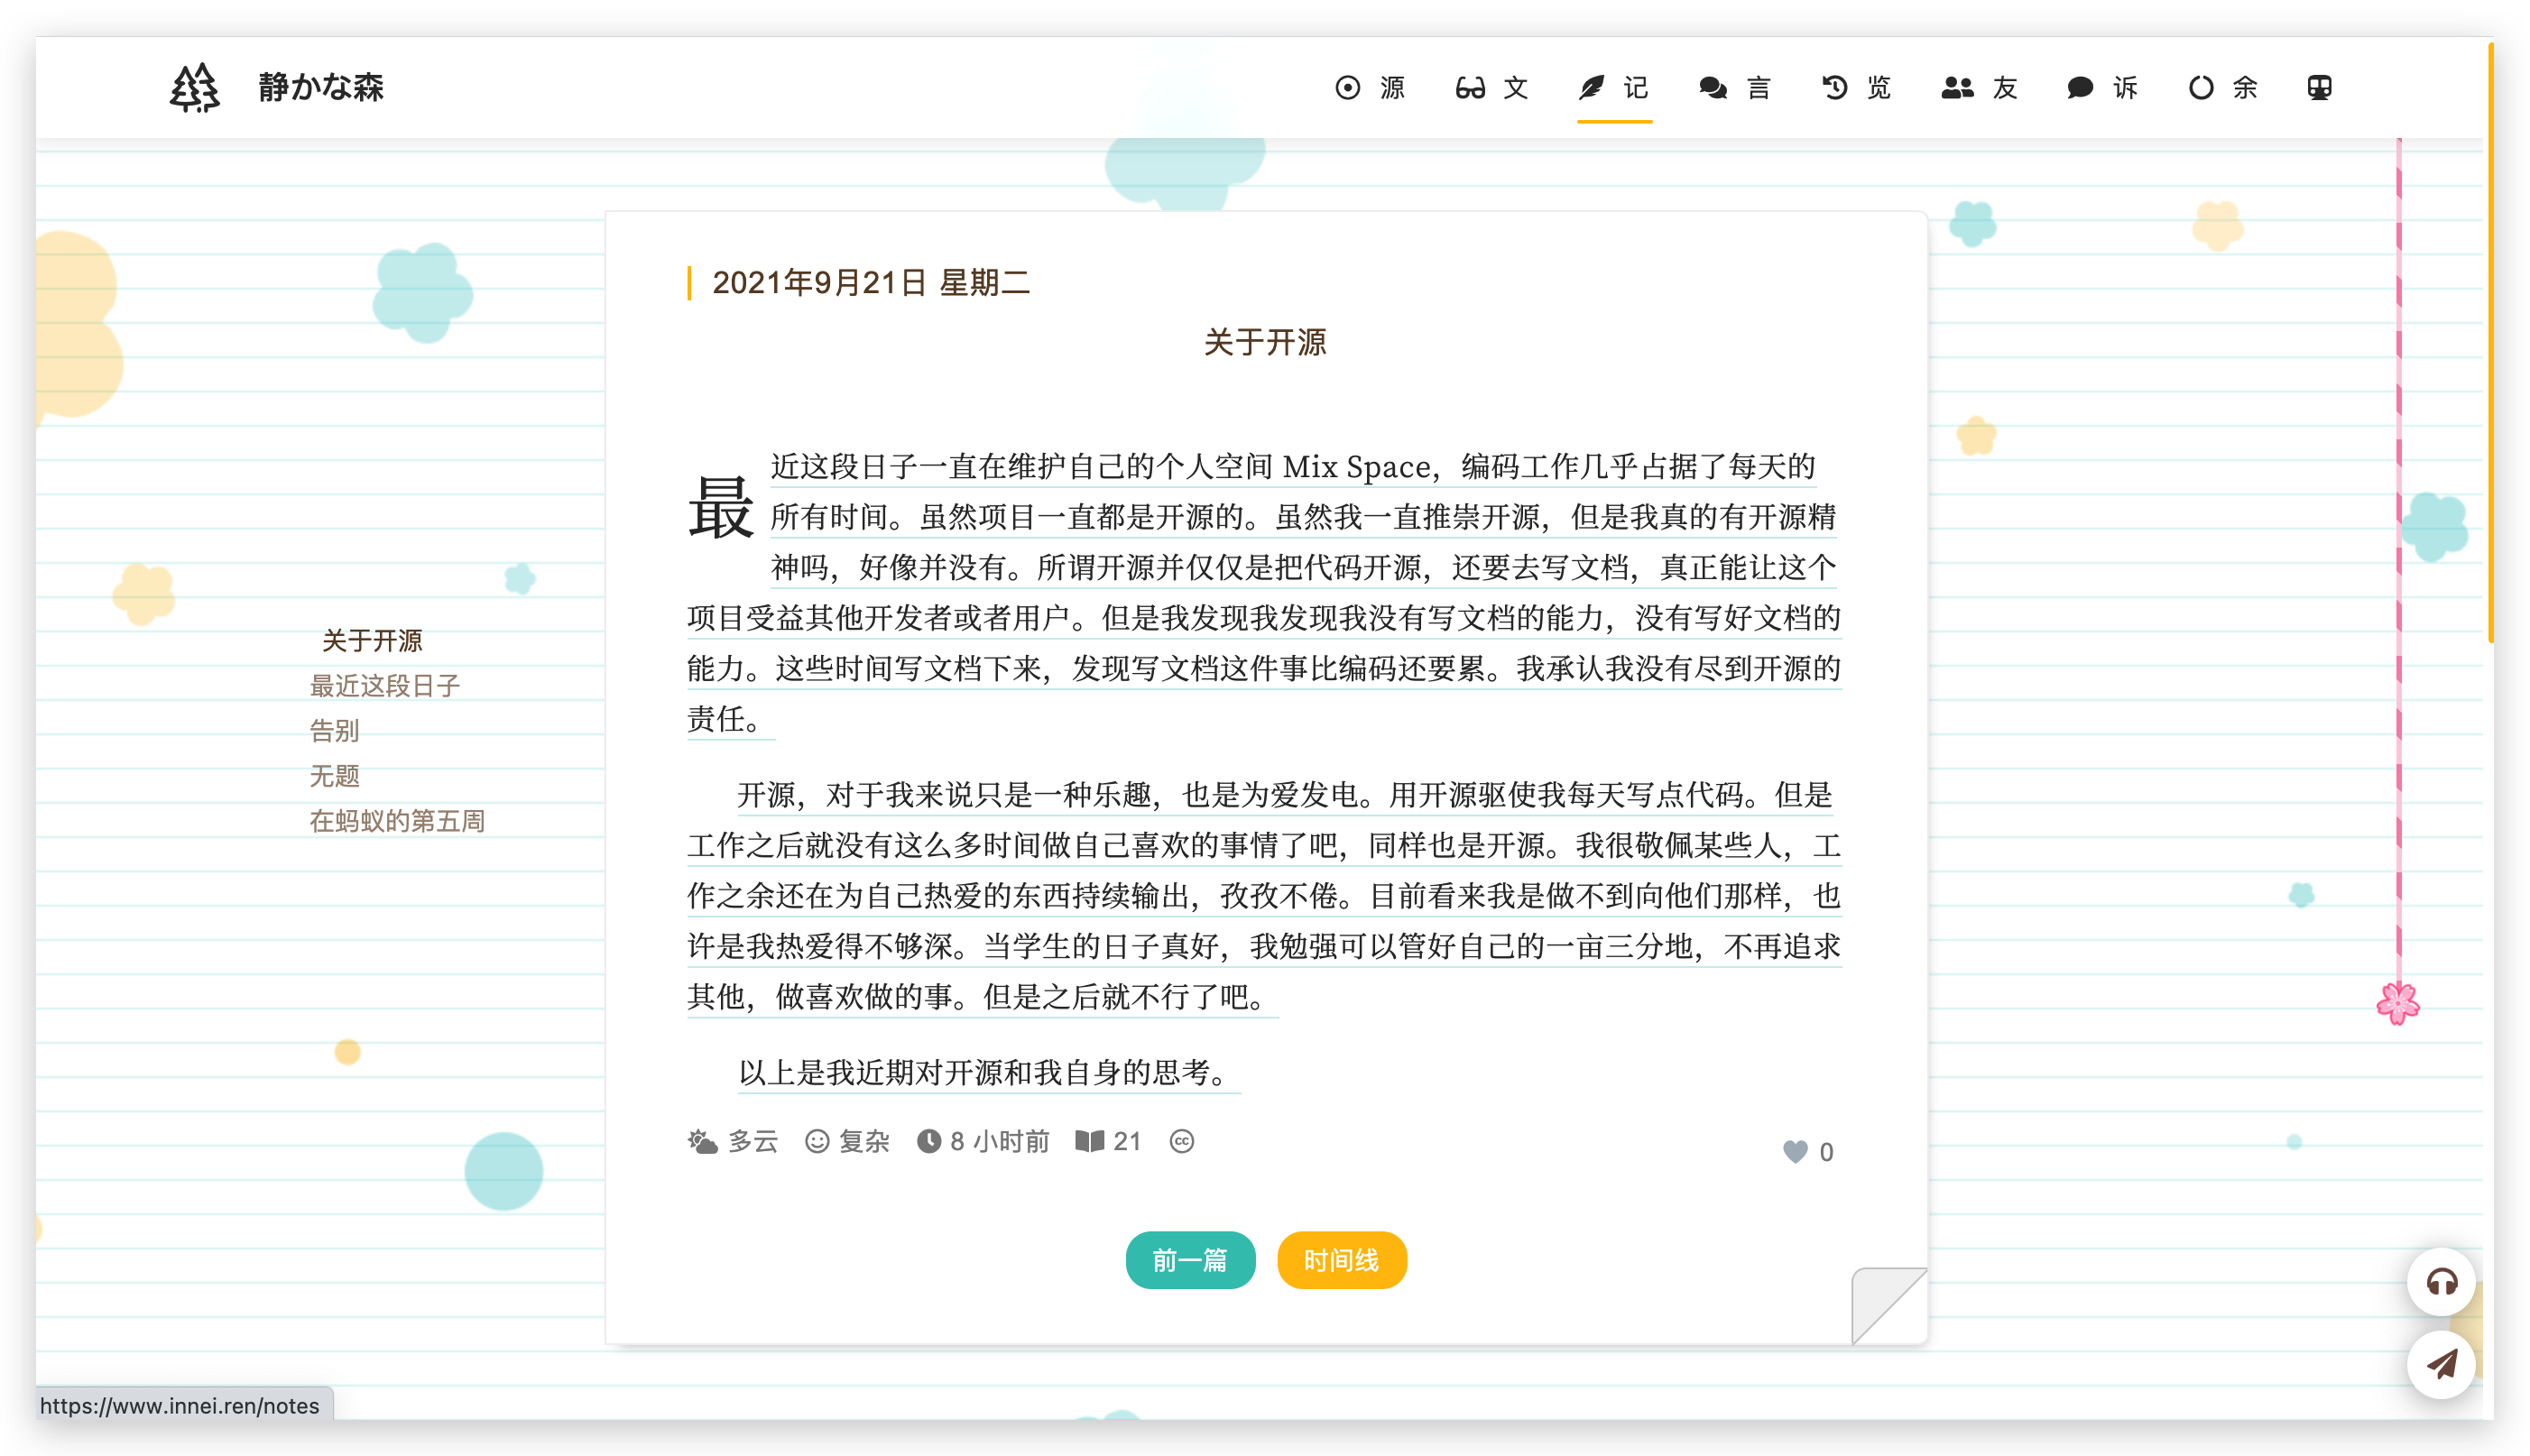 静かな森
源 文 记 言 览 友 诉 余
2021年9月21日 星期二
关于开源
最近这段日子一直在维护自己的个人空间 Mix Space，编码工作几乎占据了每天的
所有时间。虽然项目一直都是开源的。虽然我一直推崇开源，但是我真的有开源精
神吗，好像并没有。所谓开源并仅仅是把代码开源，还要去写文档，真正能让这个
项目受益其他开发者或者用户。但是我发现我发现我没有写文档的能力，没有写好文档的
能力。这些时间写文档下来，发现写文档这件事比编码还要累。我承认我没有尽到开源的
责任。
开源，对于我来说只是一种乐趣，也是为爱发电。用开源驱使我每天写点代码。但是
工作之后就没有这么多时间做自己喜欢的事情了吧，同样也是开源。我很敬佩某些人，工
作之余还在为自己热爱的东西持续输出，孜孜不倦。目前看来我是做不到向他们那样，也
许是我热爱得不够深。当学生的日子真好，我勉强可以管好自己的一亩三分地，不再追求
其他，做喜欢做的事。但是之后就不行了吧。
以上是我近期对开源和我自身的思考。
多云 复杂 8 小时前 21 cc
0
前一篇 时间线
关于开源
最近这段日子
告别
无题
在蚂蚁的第五周
https://www.innei.ren/notes